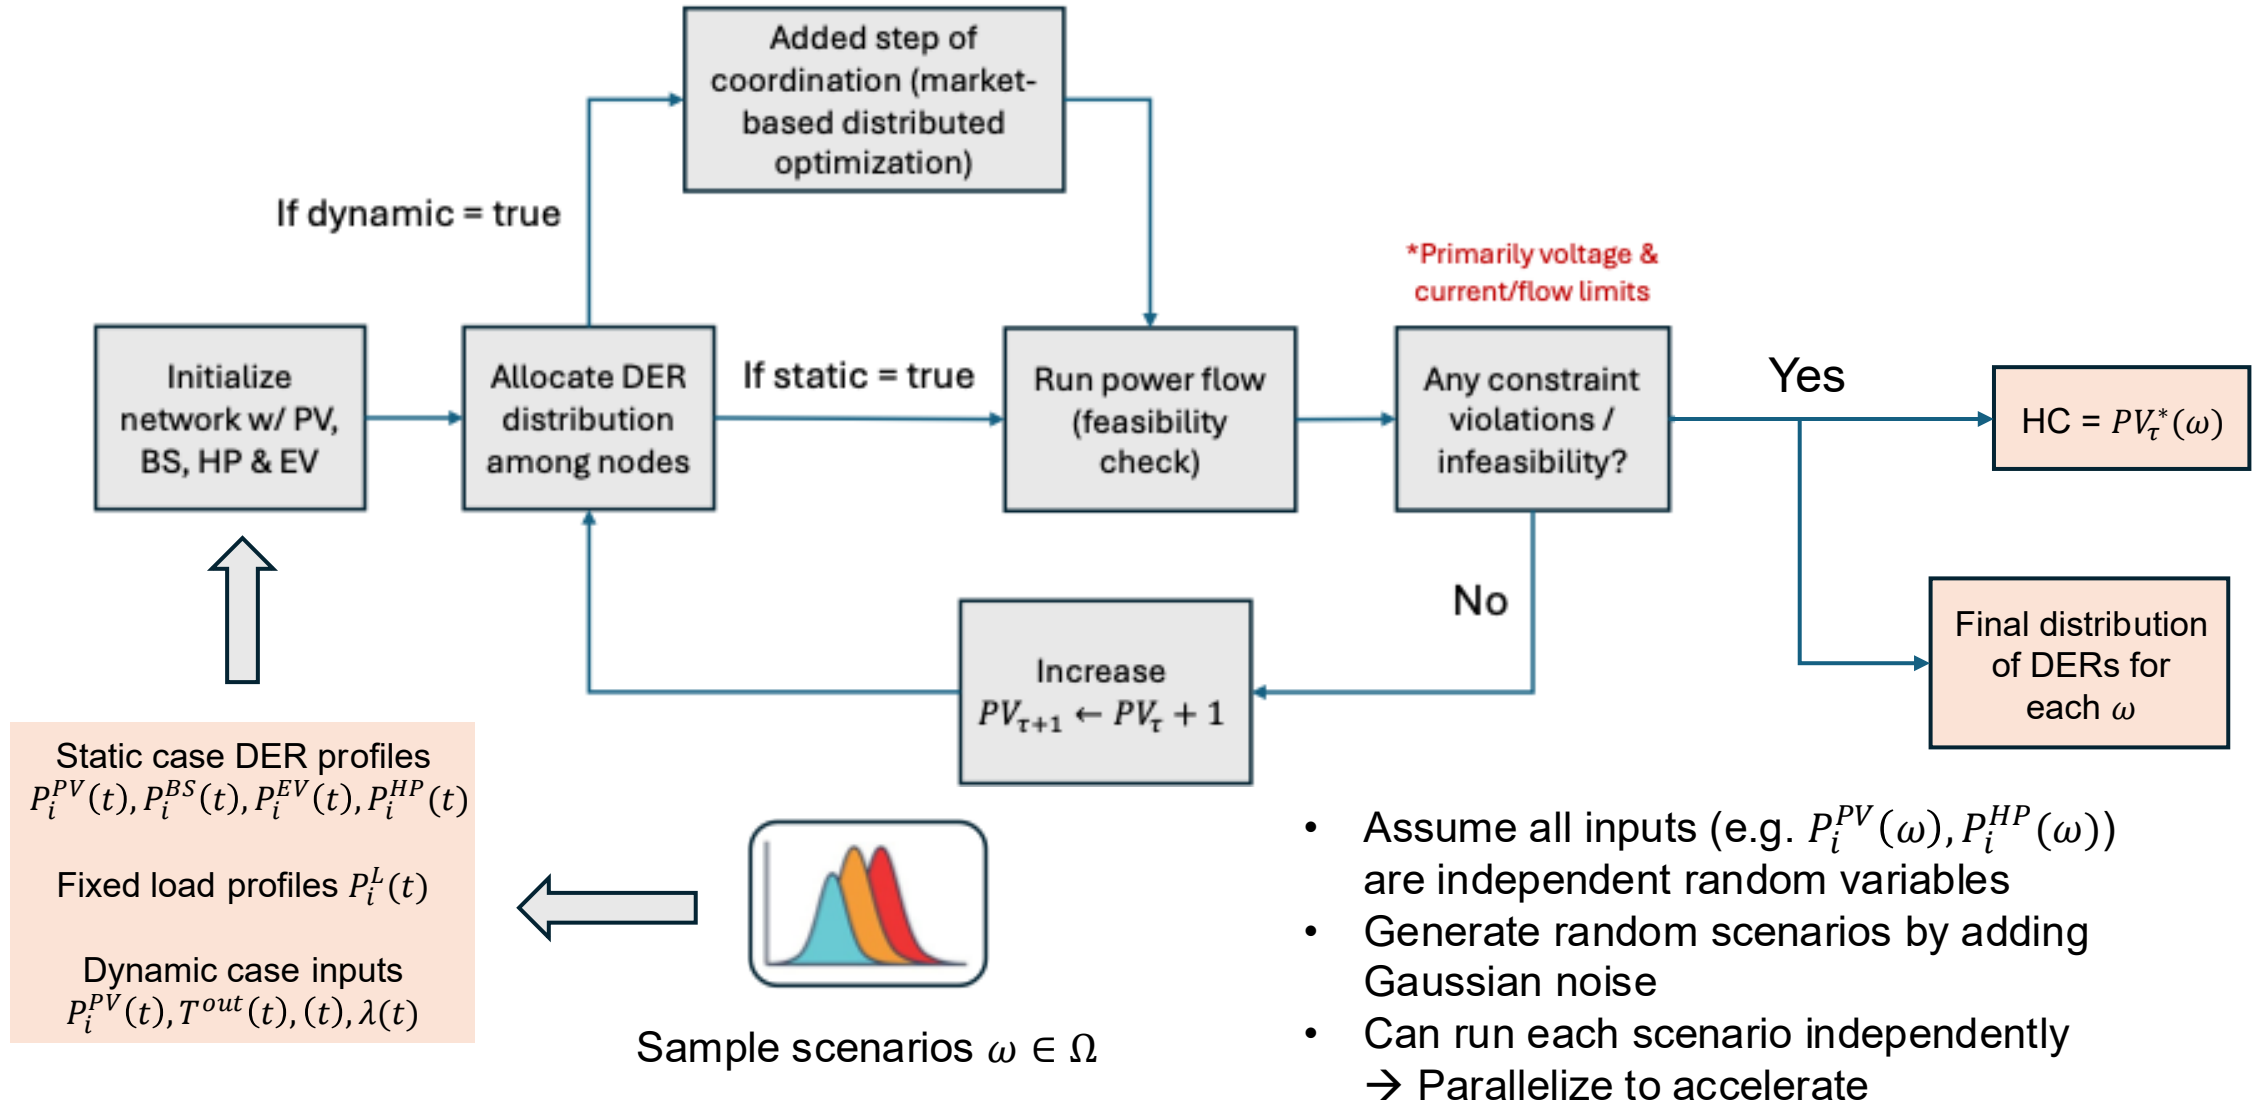 Added step of
coordination (market-
based distributed
optimization)
If dynamic = true
*Primarily voltage &
current/flow limits
Initialize
network w/ PV,
BS, HP & EV
Allocate DER
distribution
among nodes
If static = true
Run power flow
(feasibility
check)
Any constraint
violations /
infeasibility?
Yes
HC = PV*_τ(ω)
No
Increase
PV_{τ+1} ← PV_τ + 1
Final distribution
of DERs for
each ω
Static case DER profiles
P_i^{PV}(t), P_i^{BS}(t), P_i^{EV}(t), P_i^{HP}(t)
Fixed load profiles P_i^L(t)
Dynamic case inputs
P_i^{PV}(t), T^{out}(t), (t), λ(t)
Sample scenarios ω ∈ Ω
• Assume all inputs (e.g. P_i^{PV}(ω), P_i^{HP}(ω))
are independent random variables
• Generate random scenarios by adding
Gaussian noise
• Can run each scenario independently
→ Parallelize to accelerate